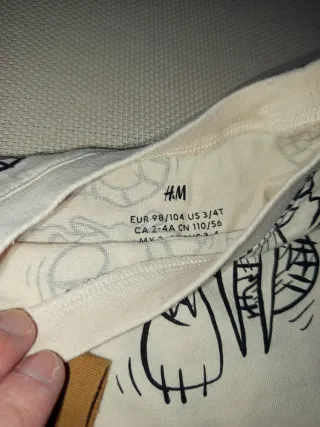 H&M
EUR 98/104 US 3/4T
CA 2-4A CN 110/56